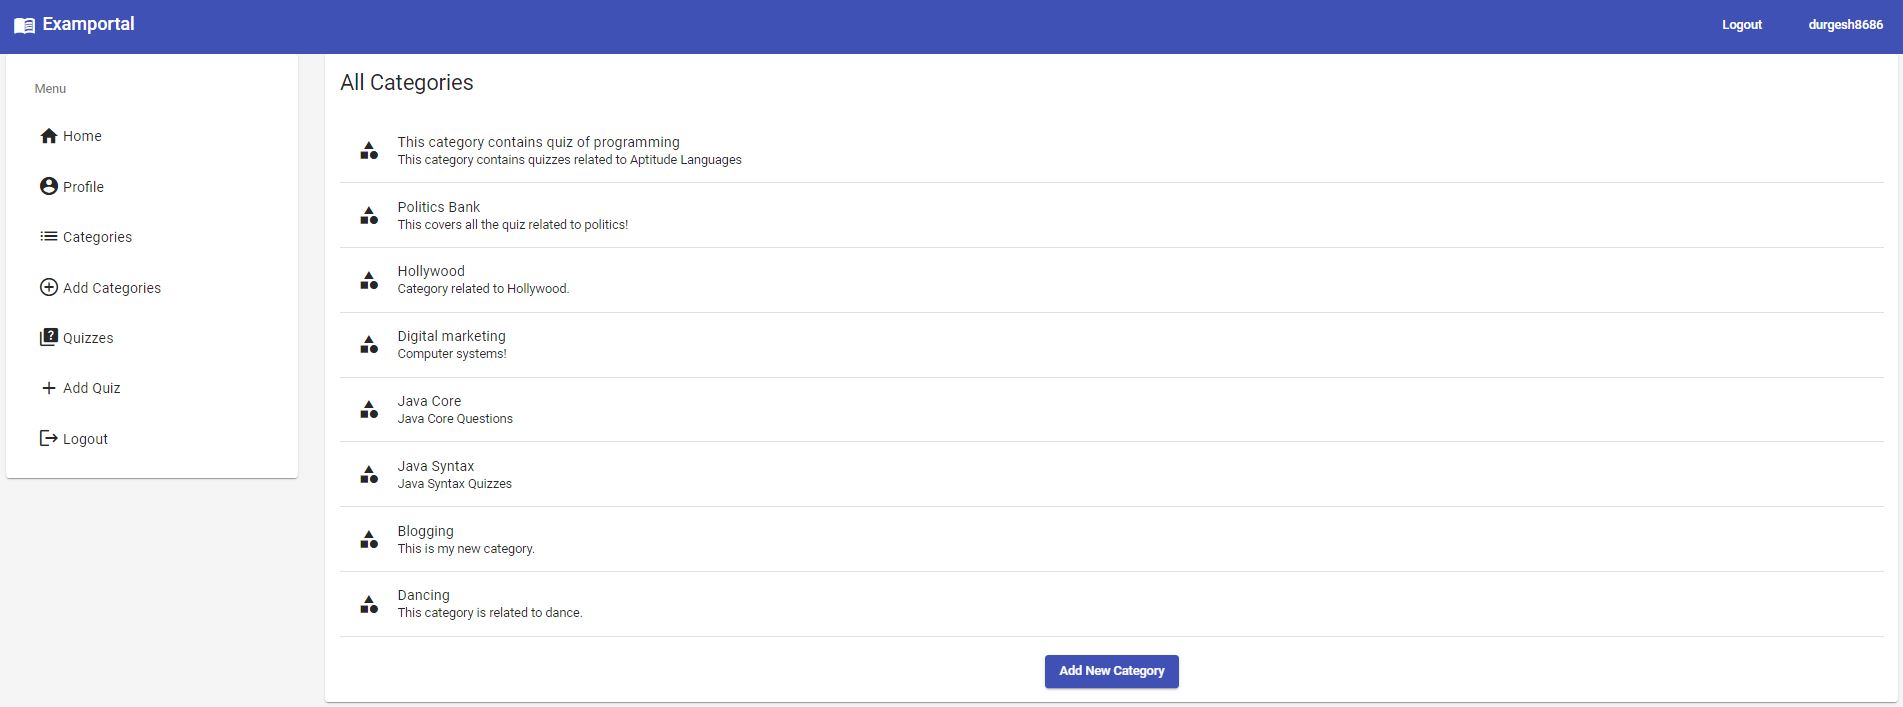 Examportal
Logout
durgesh8686
Menu
Home
Profile
Categories
Add Categories
Quizzes
Add Quiz
Logout
All Categories
This category contains quiz of programming
This category contains quizzes related to Aptitude Languages
Politics Bank
This covers all the quiz related to politics!
Hollywood
Category related to Hollywood.
Digital marketing
Computer systems!
Java Core
Java Core Questions
Java Syntax
Java Syntax Quizzes
Blogging
This is my new category.
Dancing
This category is related to dance.
Add New Category